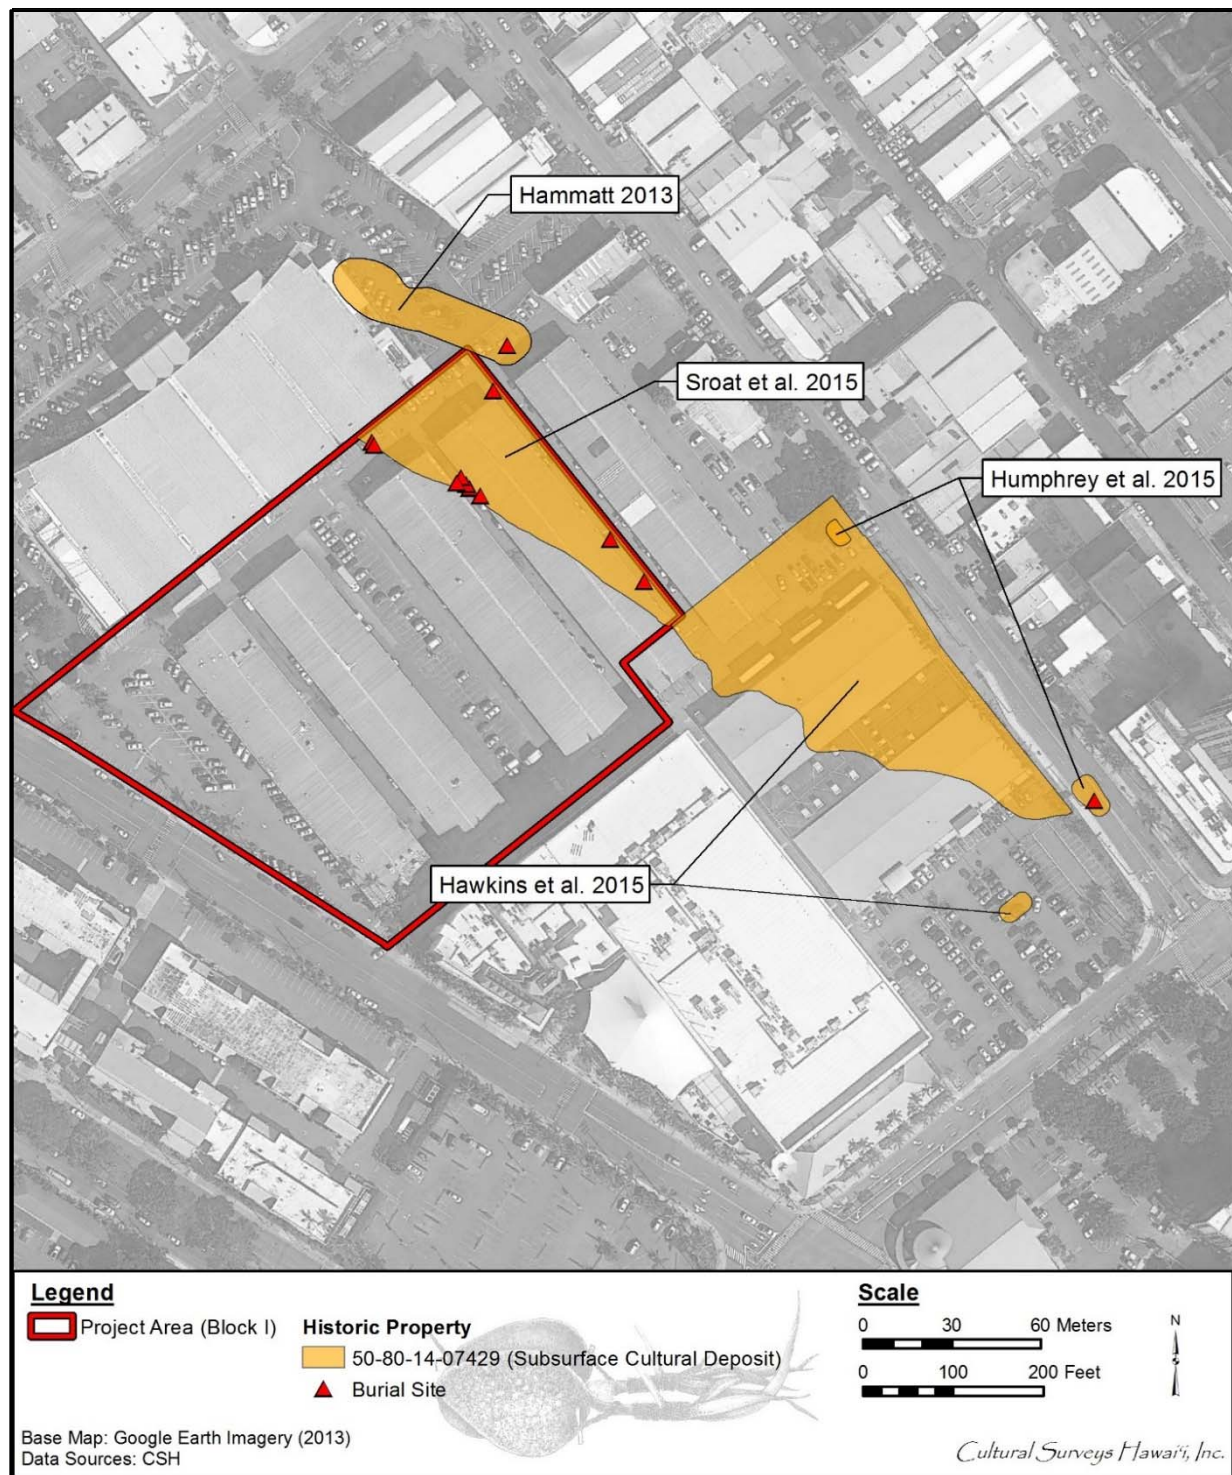 Hammatt 2013
Sroat et al. 2015
Humphrey et al. 2015
Hawkins et al. 2015
Legend
Project Area (Block I)
Historic Property
50-80-14-07429 (Subsurface Cultural Deposit)
Burial Site
Scale
0 30 60 Meters
0 100 200 Feet
N
Base Map: Google Earth Imagery (2013)
Data Sources: CSH
Cultural Surveys Hawai‘i, Inc.